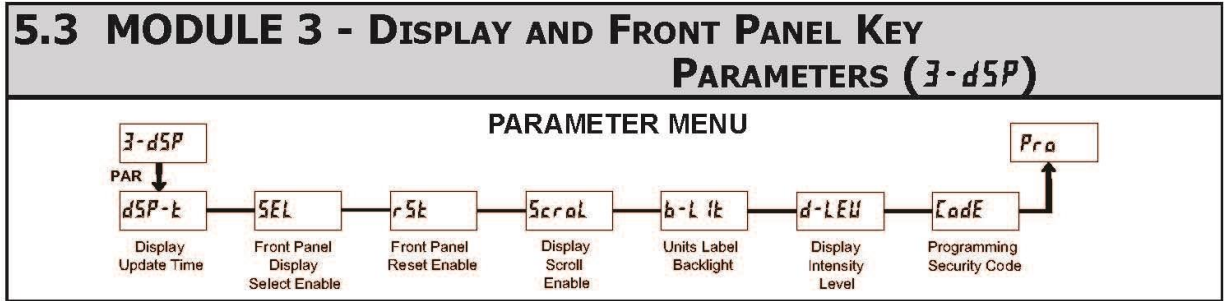 5.3 MODULE 3 - DISPLAY AND FRONT PANEL KEY
PARAMETERS (3-dSP)
PARAMETER MENU
3-dSP
Pro
PAR
dSP-t
SEL
rSt
ScroL
b-LIt
d-LEV
CodE
Display
Update Time
Front Panel
Display
Select Enable
Front Panel
Reset Enable
Display
Scroll
Enable
Units Label
Backlight
Display
Intensity
Level
Programming
Security Code